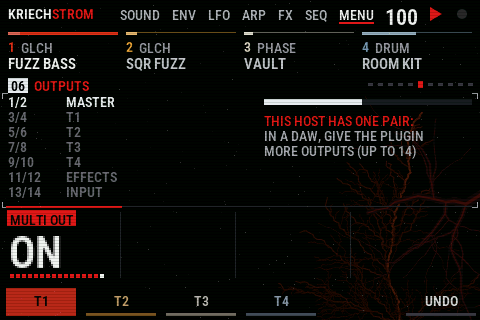 KRIECHSTROM SOUND ENV LFO ARP FX SEQ MENU 100
1 GLCH 2 GLCH 3 PHASE 4 DRUM
FUZZ BASS SQR FUZZ VAULT ROOM KIT
06 OUTPUTS
1/2 MASTER
3/4 T1
5/6 T2
7/8 T3
9/10 T4
11/12 EFFECTS
13/14 INPUT
THIS HOST HAS ONE PAIR:
IN A DAW, GIVE THE PLUGIN
MORE OUTPUTS (UP TO 14)
MULTI OUT
ON
T1 T2 T3 T4 UNDO